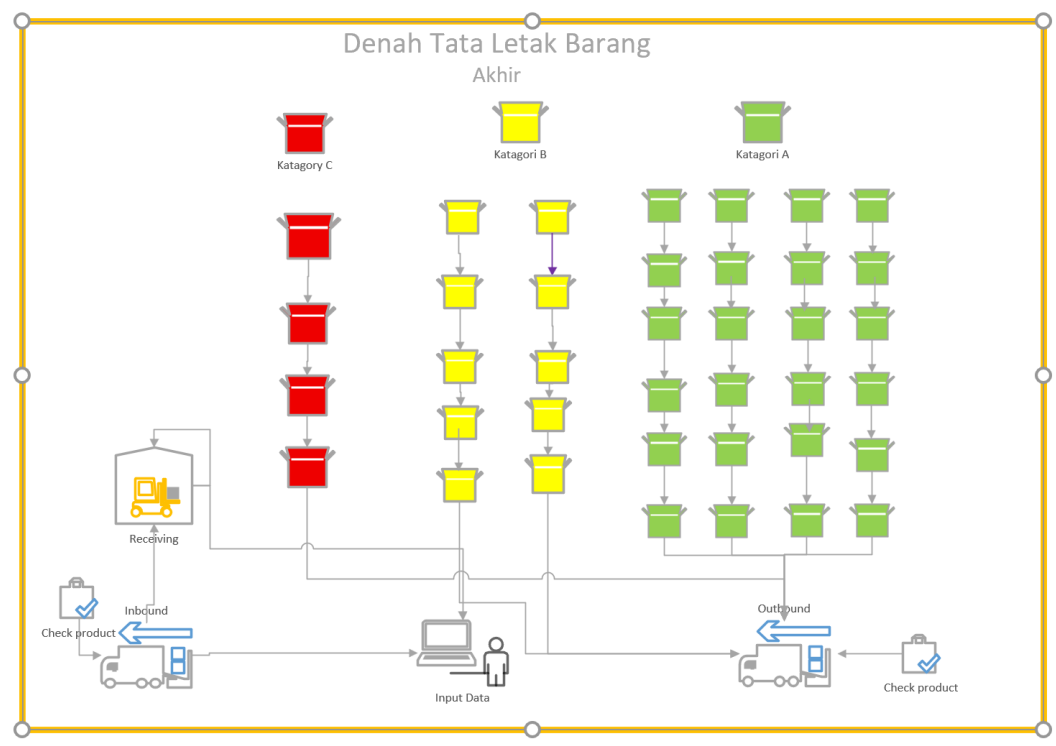 Denah Tata Letak Barang
Akhir
Katagory C
Katagori B
Katagori A
Receiving
Inbound
Check product
Outbound
Input Data
Check product